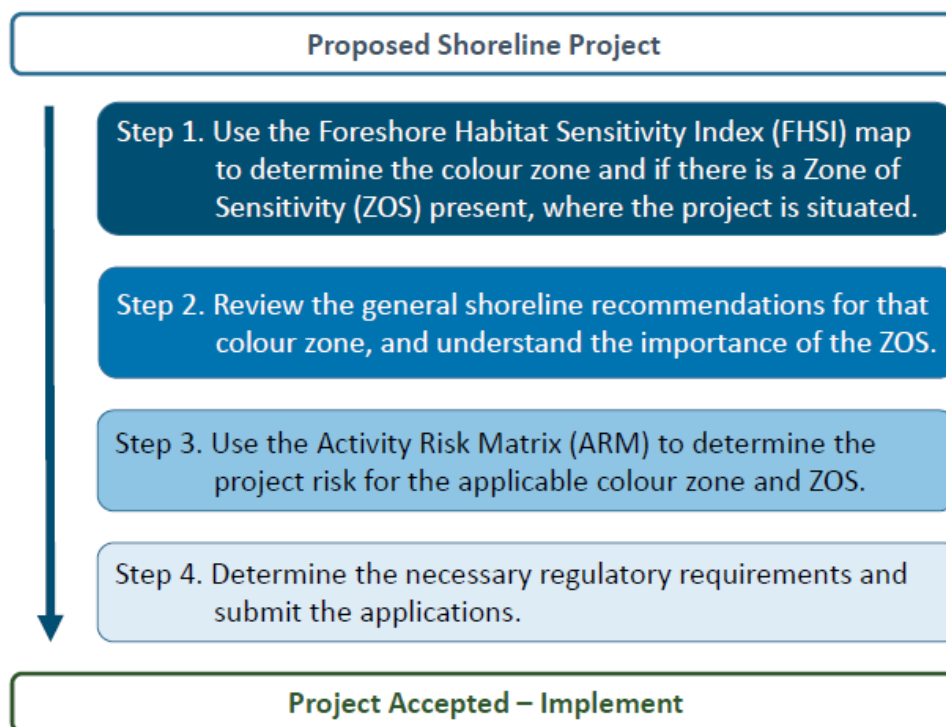 Proposed Shoreline Project
Step 1. Use the Foreshore Habitat Sensitivity Index (FHSI) map
to determine the colour zone and if there is a Zone of
Sensitivity (ZOS) present, where the project is situated.
Step 2. Review the general shoreline recommendations for that
colour zone, and understand the importance of the ZOS.
Step 3. Use the Activity Risk Matrix (ARM) to determine the
project risk for the applicable colour zone and ZOS.
Step 4. Determine the necessary regulatory requirements and
submit the applications.
Project Accepted – Implement